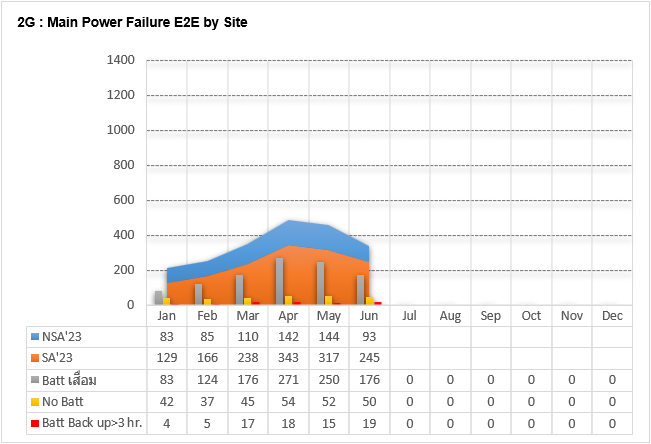 2G : Main Power Failure E2E by Site
1400
1200
1000
800
600
400
200
0
Jan Feb Mar Apr May Jun Jul Aug Sep Oct Nov Dec
NSA'23 83 85 110 142 144 93
SA'23 129 166 238 343 317 245
Batt เสื่อม 83 124 176 271 250 176 0 0 0 0 0 0
No Batt 42 37 45 54 52 50 0 0 0 0 0 0
Batt Back up>3 hr. 4 5 17 18 15 19 0 0 0 0 0 0